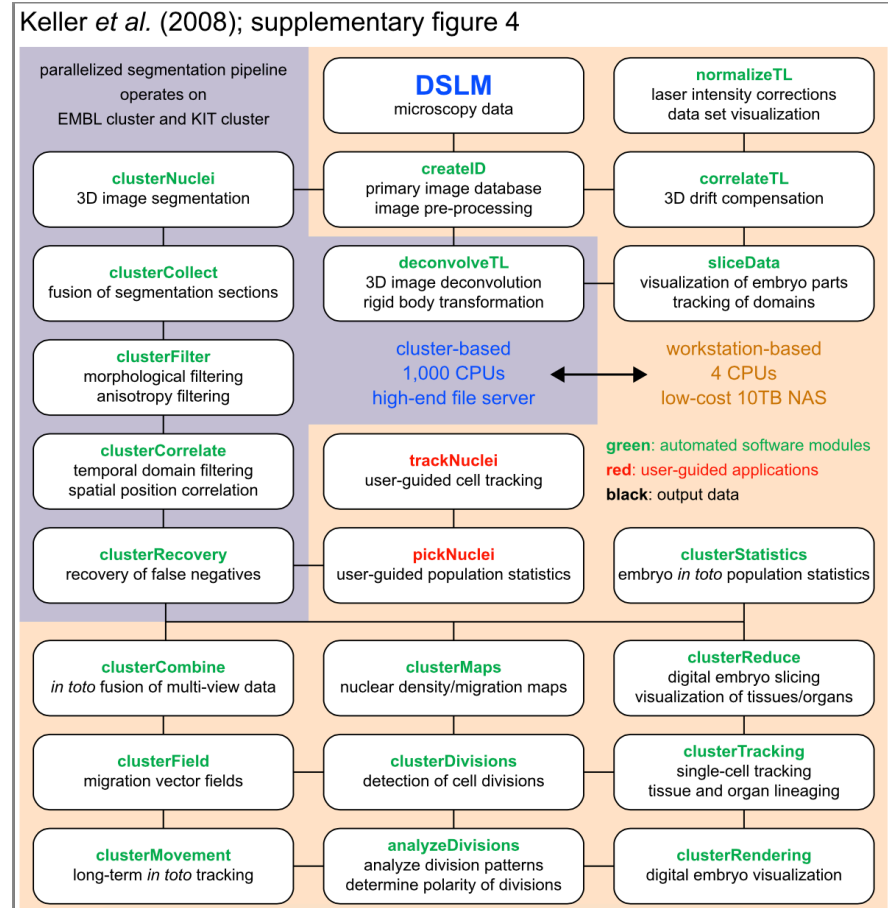 Keller et al. (2008); supplementary figure 4
parallelized segmentation pipeline
operates on
EMBL cluster and KIT cluster
DSLM
microscopy data
normalizeTL
laser intensity corrections
data set visualization
clusterNuclei
3D image segmentation
createID
primary image database
image pre-processing
correlateTL
3D drift compensation
clusterCollect
fusion of segmentation sections
deconvolveTL
3D image deconvolution
rigid body transformation
sliceData
visualization of embryo parts
tracking of domains
clusterFilter
morphological filtering
anisotropy filtering
cluster-based
1,000 CPUs
high-end file server
workstation-based
4 CPUs
low-cost 10TB NAS
clusterCorrelate
temporal domain filtering
spatial position correlation
trackNuclei
user-guided cell tracking
green: automated software modules
red: user-guided applications
black: output data
clusterRecovery
recovery of false negatives
pickNuclei
user-guided population statistics
clusterStatistics
embryo in toto population statistics
clusterCombine
in toto fusion of multi-view data
clusterMaps
nuclear density/migration maps
clusterReduce
digital embryo slicing
visualization of tissues/organs
clusterField
migration vector fields
clusterDivisions
detection of cell divisions
clusterTracking
single-cell tracking
tissue and organ lineaging
clusterMovement
long-term in toto tracking
analyzeDivisions
analyze division patterns
determine polarity of divisions
clusterRendering
digital embryo visualization